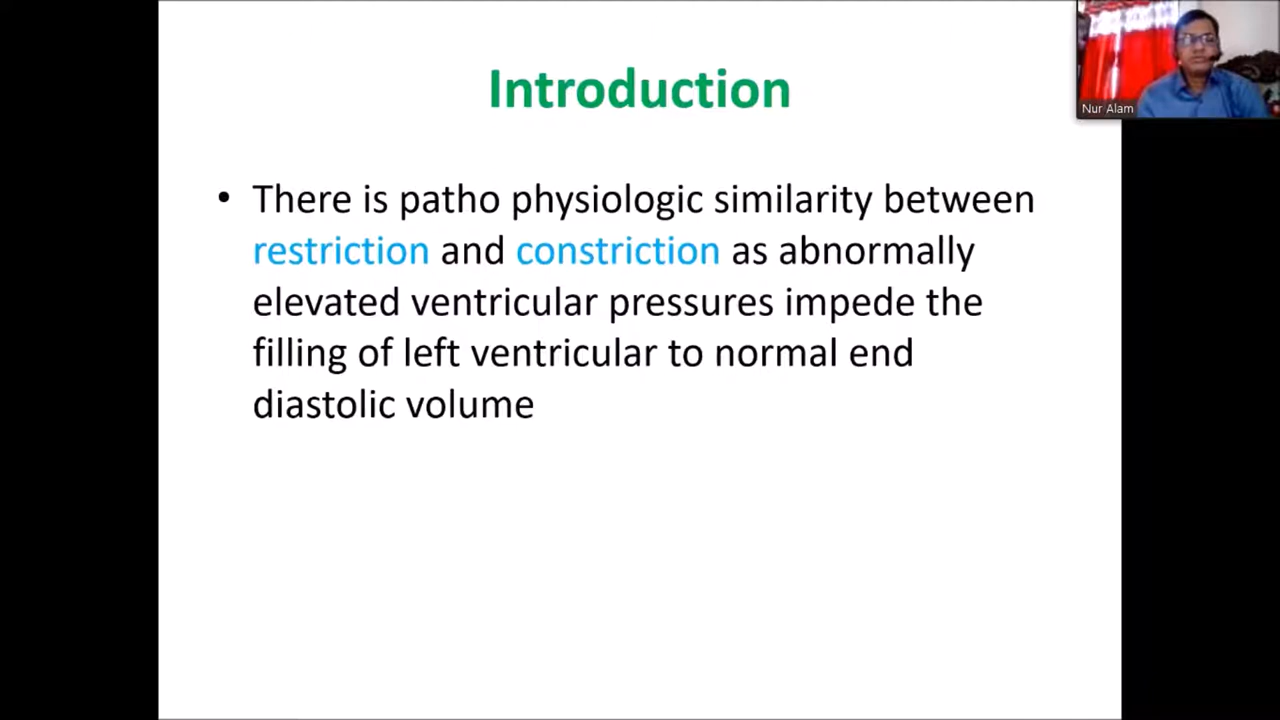 Introduction
Nur Alam
• There is patho physiologic similarity between
restriction and constriction as abnormally
elevated ventricular pressures impede the
filling of left ventricular to normal end
diastolic volume